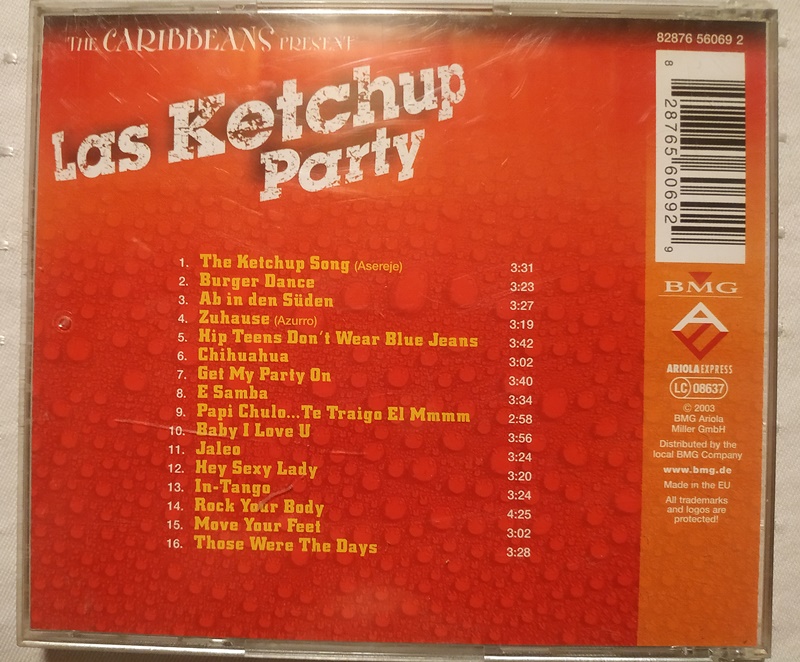 THE CARIBBEANS PRESENT
82876 56069 2
Las Ketchup
Party
8 28765 60692 9
1. The Ketchup Song (Asereje) 3:31
2. Burger Dance 3:23
3. Ab in den Süden 3:27
4. Zuhause (Azurro) 3:19
5. Hip Teens Don't Wear Blue Jeans 3:42
6. Chihuahua 3:02
7. Get My Party On 3:40
8. E Samba 3:34
9. Papi Chulo...Te Traigo El Mmmm 2:58
10. Baby I Love U 3:56
11. Jaleo 3:24
12. Hey Sexy Lady 3:20
13. In-Tango 3:24
14. Rock Your Body 4:25
15. Move Your Feet 3:02
16. Those Were The Days 3:28
BMG
ARIOLA EXPRESS
LC 08637
© 2003
BMG Ariola
Miller GmbH
Distributed by the
local BMG Company
www.bmg.de
Made in the EU
All trademarks
and logos are
protected!